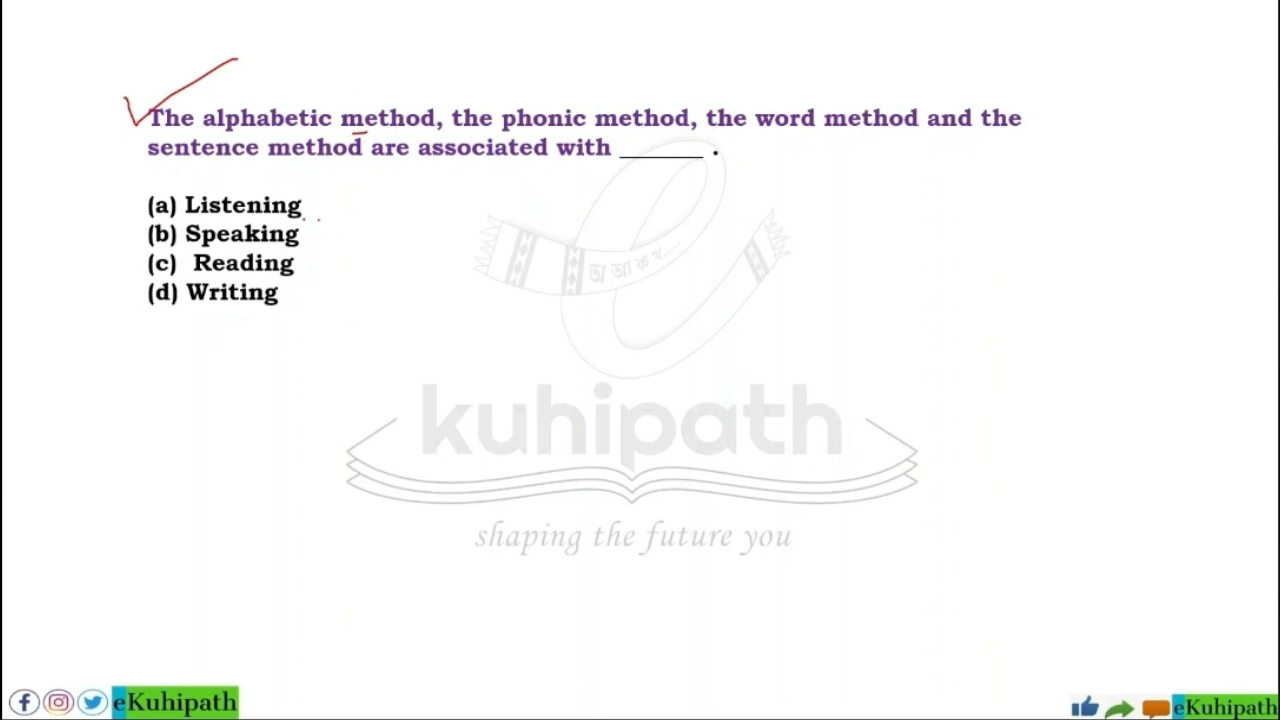 The alphabetic method, the phonic method, the word method and the
sentence method are associated with _______ .
(a) Listening
(b) Speaking
(c) Reading
(d) Writing
অ আ ক খ....
kuhipath
shaping the future you
eKuhipath
eKuhipath